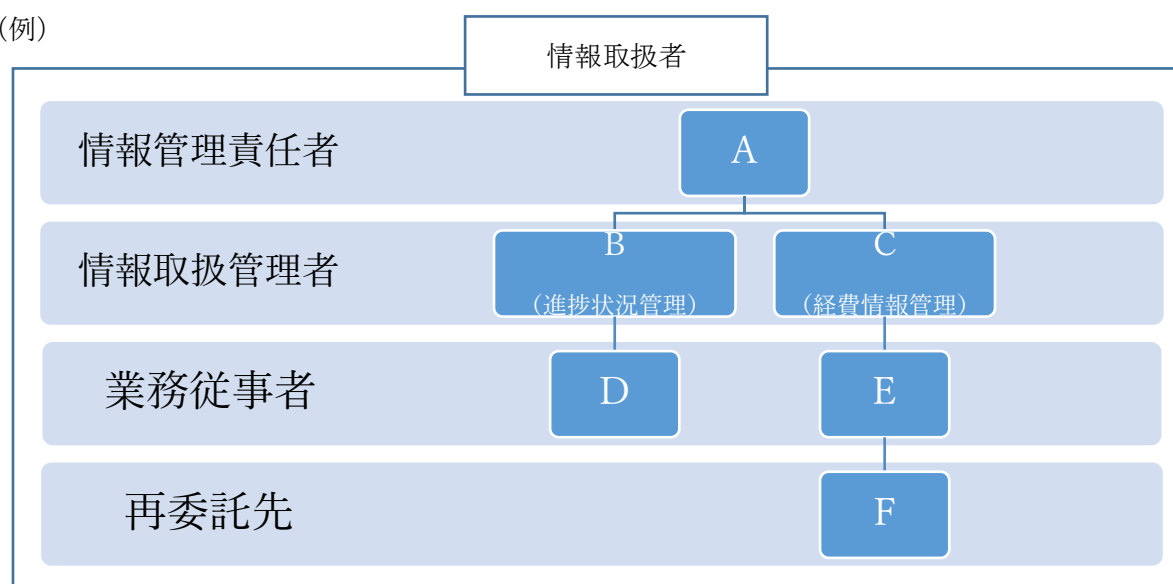 （例）
情報取扱者
情報管理責任者
A
情報取扱管理者
B
（進捗状況管理）
C
（経費情報管理）
業務従事者
D
E
再委託先
F